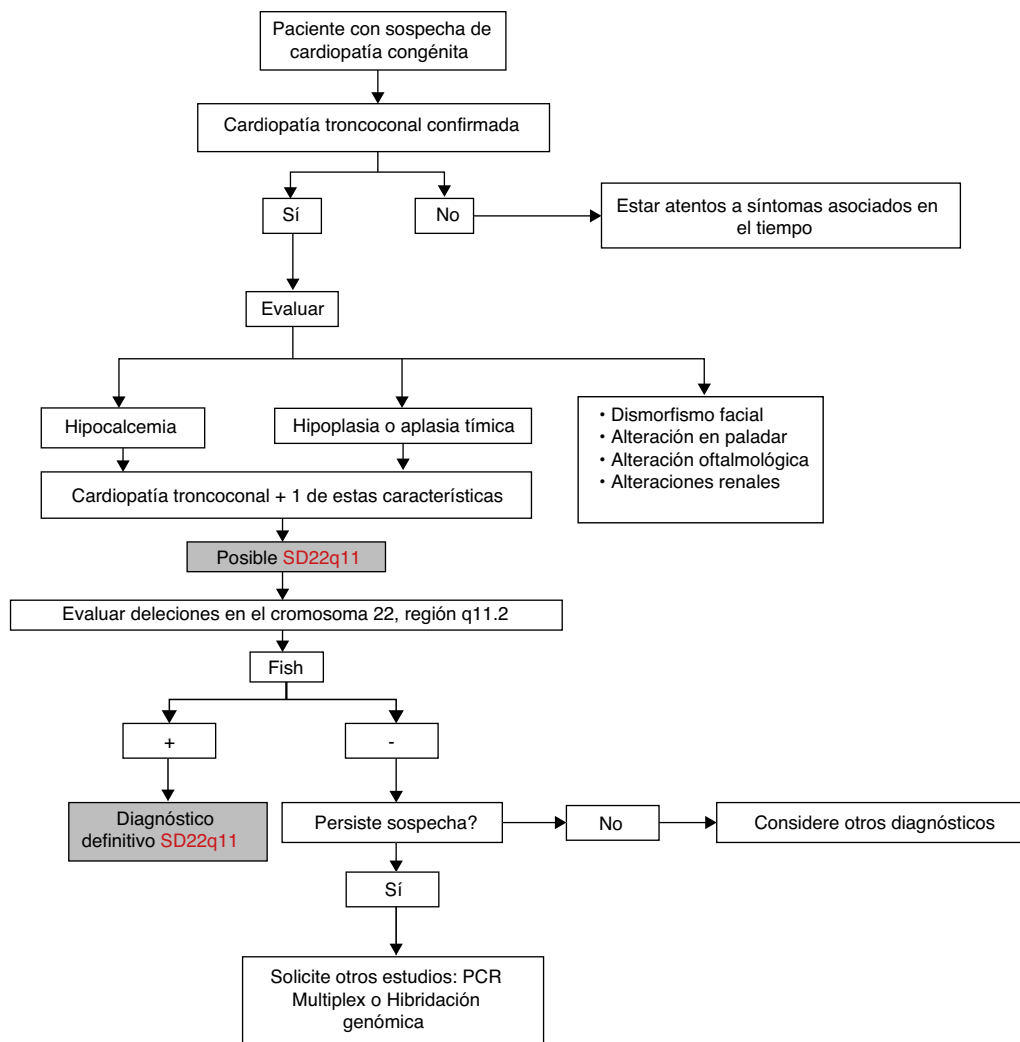 Paciente con sospecha de
cardiopatía congénita
Cardiopatía troncoconal confirmada
Sí
No
Estar atentos a síntomas asociados en
el tiempo
Evaluar
Hipocalcemia
Hipoplasia o aplasia tímica
• Dismorfismo facial
• Alteración en paladar
• Alteración oftalmológica
• Alteraciones renales
Cardiopatía troncoconal + 1 de estas características
Posible SD22q11
Evaluar deleciones en el cromosoma 22, región q11.2
Fish
+
-
Diagnóstico
definitivo SD22q11
Persiste sospecha?
No
Considere otros diagnósticos
Sí
Solicite otros estudios: PCR
Multiplex o Hibridación
genómica